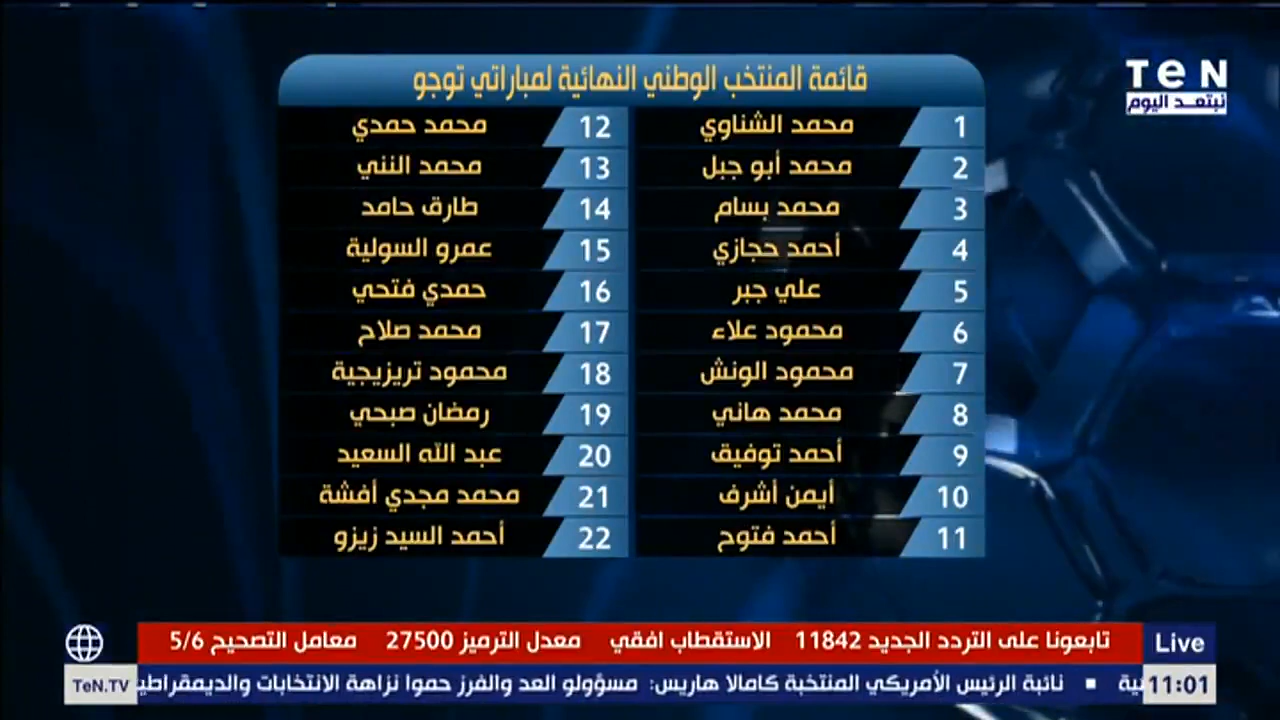 TeN
نبتعد اليوم
قائمة المنتخب الوطني النهائية لمباراتي توجو
1 محمد الشناوي
2 محمد أبو جبل
3 محمد بسام
4 أحمد حجازي
5 علي جبر
6 محمود علاء
7 محمود الونش
8 محمد هاني
9 أحمد توفيق
10 أيمن أشرف
11 أحمد فتوح
12 محمد حمدي
13 محمد النني
14 طارق حامد
15 عمرو السولية
16 حمدي فتحي
17 محمد صلاح
18 محمود تريزيجية
19 رمضان صبحي
20 عبد الله السعيد
21 محمد مجدي أفشة
22 أحمد السيد زيزو
Live تابعونا على التردد الجديد 11842 الاستقطاب افقي معدل الترميز 27500 معامل التصحيح 5/6
11:01 نائبة الرئيس الأمريكي المنتخبة كامالا هاريس: مسؤولو العد والفرز حموا نزاهة الانتخابات والديمقراطي TeN.TV